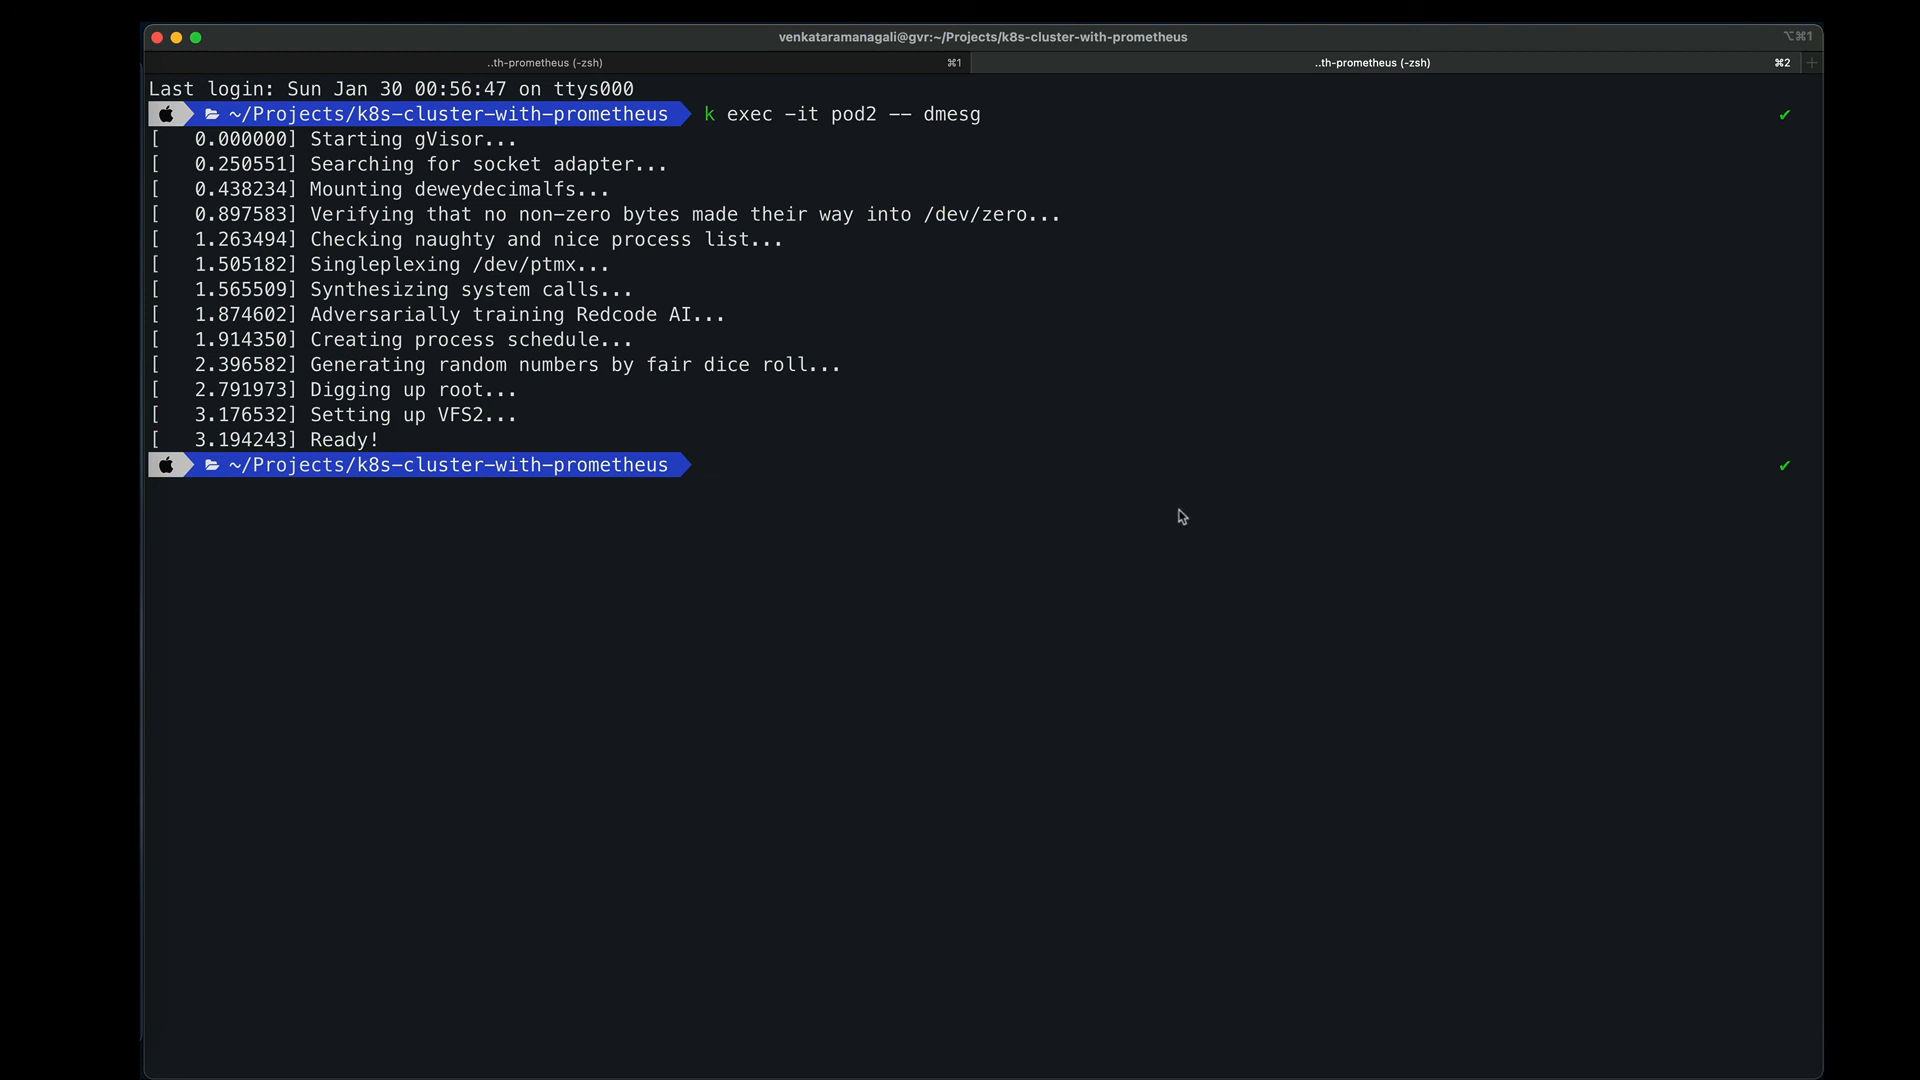 venkataramanagali@gvr:~/Projects/k8s-cluster-with-prometheus ⌥⌘1
..th-prometheus (-zsh) ⌘1 ..th-prometheus (-zsh) ⌘2 +
Last login: Sun Jan 30 00:56:47 on ttys000
~/Projects/k8s-cluster-with-prometheus k exec -it pod2 -- dmesg ✔
[    0.000000] Starting gVisor...
[    0.250551] Searching for socket adapter...
[    0.438234] Mounting deweydecimalfs...
[    0.897583] Verifying that no non-zero bytes made their way into /dev/zero...
[    1.263494] Checking naughty and nice process list...
[    1.505182] Singleplexing /dev/ptmx...
[    1.565509] Synthesizing system calls...
[    1.874602] Adversarially training Redcode AI...
[    1.914350] Creating process schedule...
[    2.396582] Generating random numbers by fair dice roll...
[    2.791973] Digging up root...
[    3.176532] Setting up VFS2...
[    3.194243] Ready!
~/Projects/k8s-cluster-with-prometheus ✔